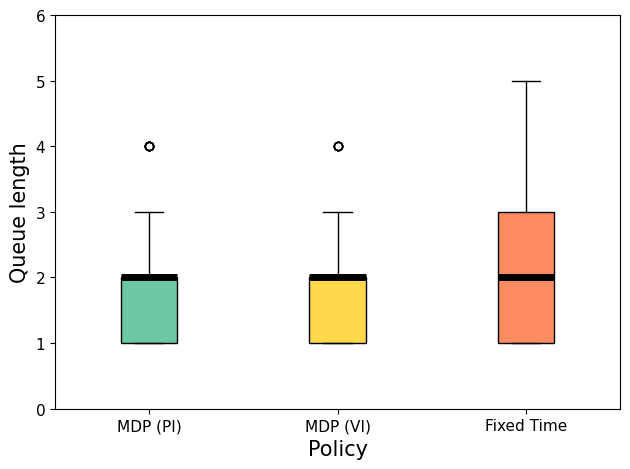 6
5
4
3
2
1
0
Queue length
MDP (PI)
MDP (VI)
Fixed Time
Policy